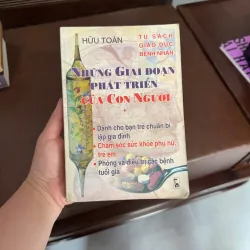 HỮU TOÀN
TỦ SÁCH
GIÁO DỤC
BỆNH NHÂN
NHỮNG GIAI ĐOẠN
PHÁT TRIỂN
CỦA CON NGƯỜI
• Dành cho bạn trẻ chuẩn bị
lập gia đình
• Chăm sóc sức khỏe phụ nữ,
trẻ em
• Phòng và điều trị các bệnh
tuổi già